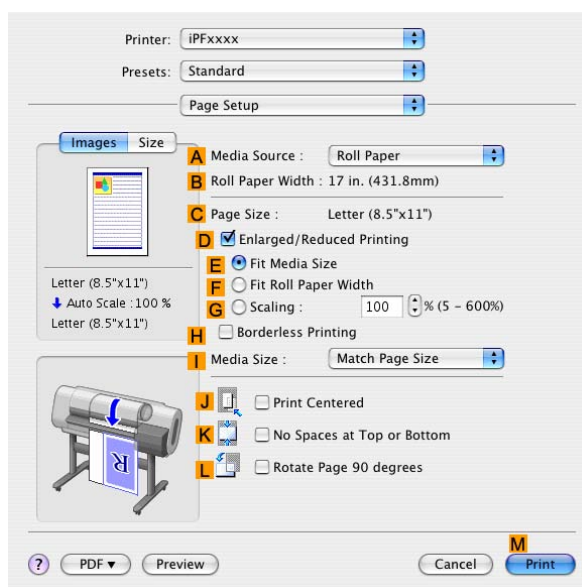 Printer: iPFxxxx
Presets: Standard
Page Setup
Images Size
Letter (8.5"x11")
Auto Scale :100 %
Letter (8.5"x11")
A Media Source : Roll Paper
B Roll Paper Width : 17 in. (431.8mm)
C Page Size : Letter (8.5"x11")
D Enlarged/Reduced Printing
E Fit Media Size
F Fit Roll Paper Width
G Scaling : 100 % (5 - 600%)
H Borderless Printing
I Media Size : Match Page Size
J Print Centered
K No Spaces at Top or Bottom
L Rotate Page 90 degrees
R
M
? PDF Preview Cancel Print